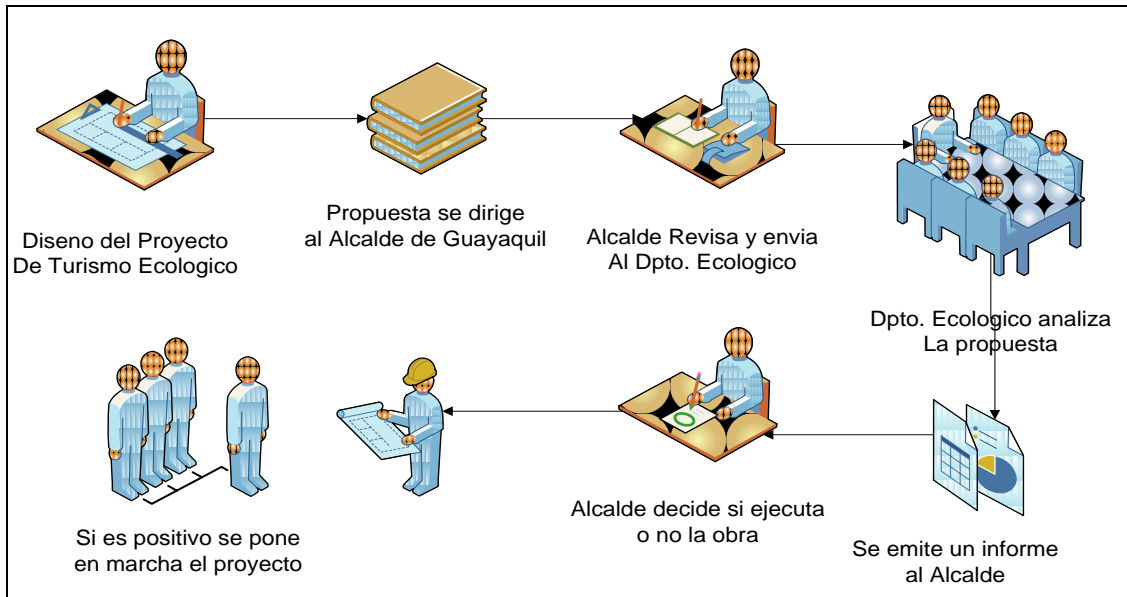 Diseno del Proyecto
De Turismo Ecologico
Propuesta se dirige
al Alcalde de Guayaquil
Alcalde Revisa y envia
Al Dpto. Ecologico
Dpto. Ecologico analiza
La propuesta
Se emite un informe
al Alcalde
Alcalde decide si ejecuta
o no la obra
Si es positivo se pone
en marcha el proyecto